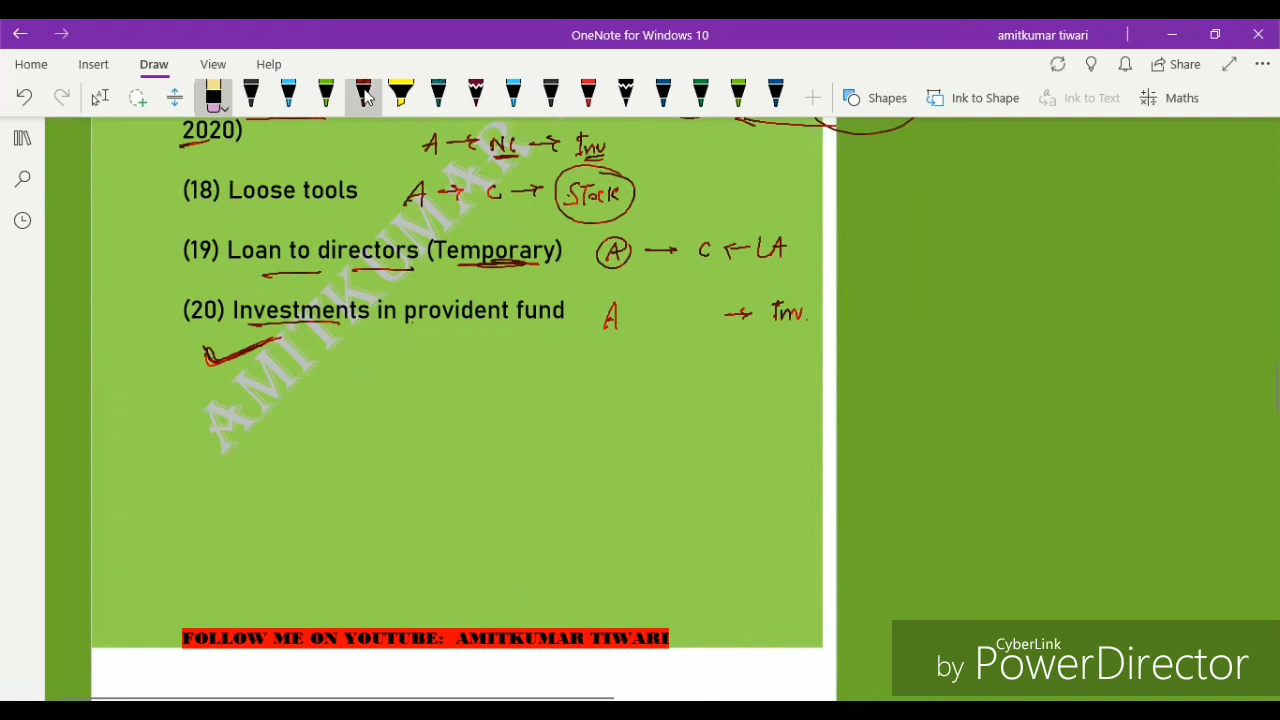 OneNote for Windows 10
amitkumar tiwari
Home Insert Draw View Help
Share
Shapes Ink to Shape Ink to Text Maths
2020)
A → NC → Inv
(18) Loose tools A → C → Stock
(19) Loan to directors (Temporary) A → C ← LA
(20) Investments in provident fund A → Inv.
AMITKUMAR
FOLLOW ME ON YOUTUBE: AMITKUMAR TIWARI
CyberLink
by PowerDirector